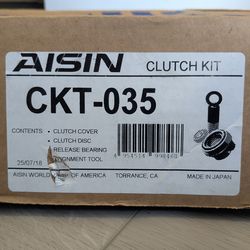 AISIN CLUTCH KIT
CKT-035
CONTENTS : • CLUTCH COVER
• CLUTCH DISC
RELEASE BEARING
ALIGNMENT TOOL
25/07/18
AISIN WORLD OF AMERICA TORRANCE, CA MADE IN JAPAN